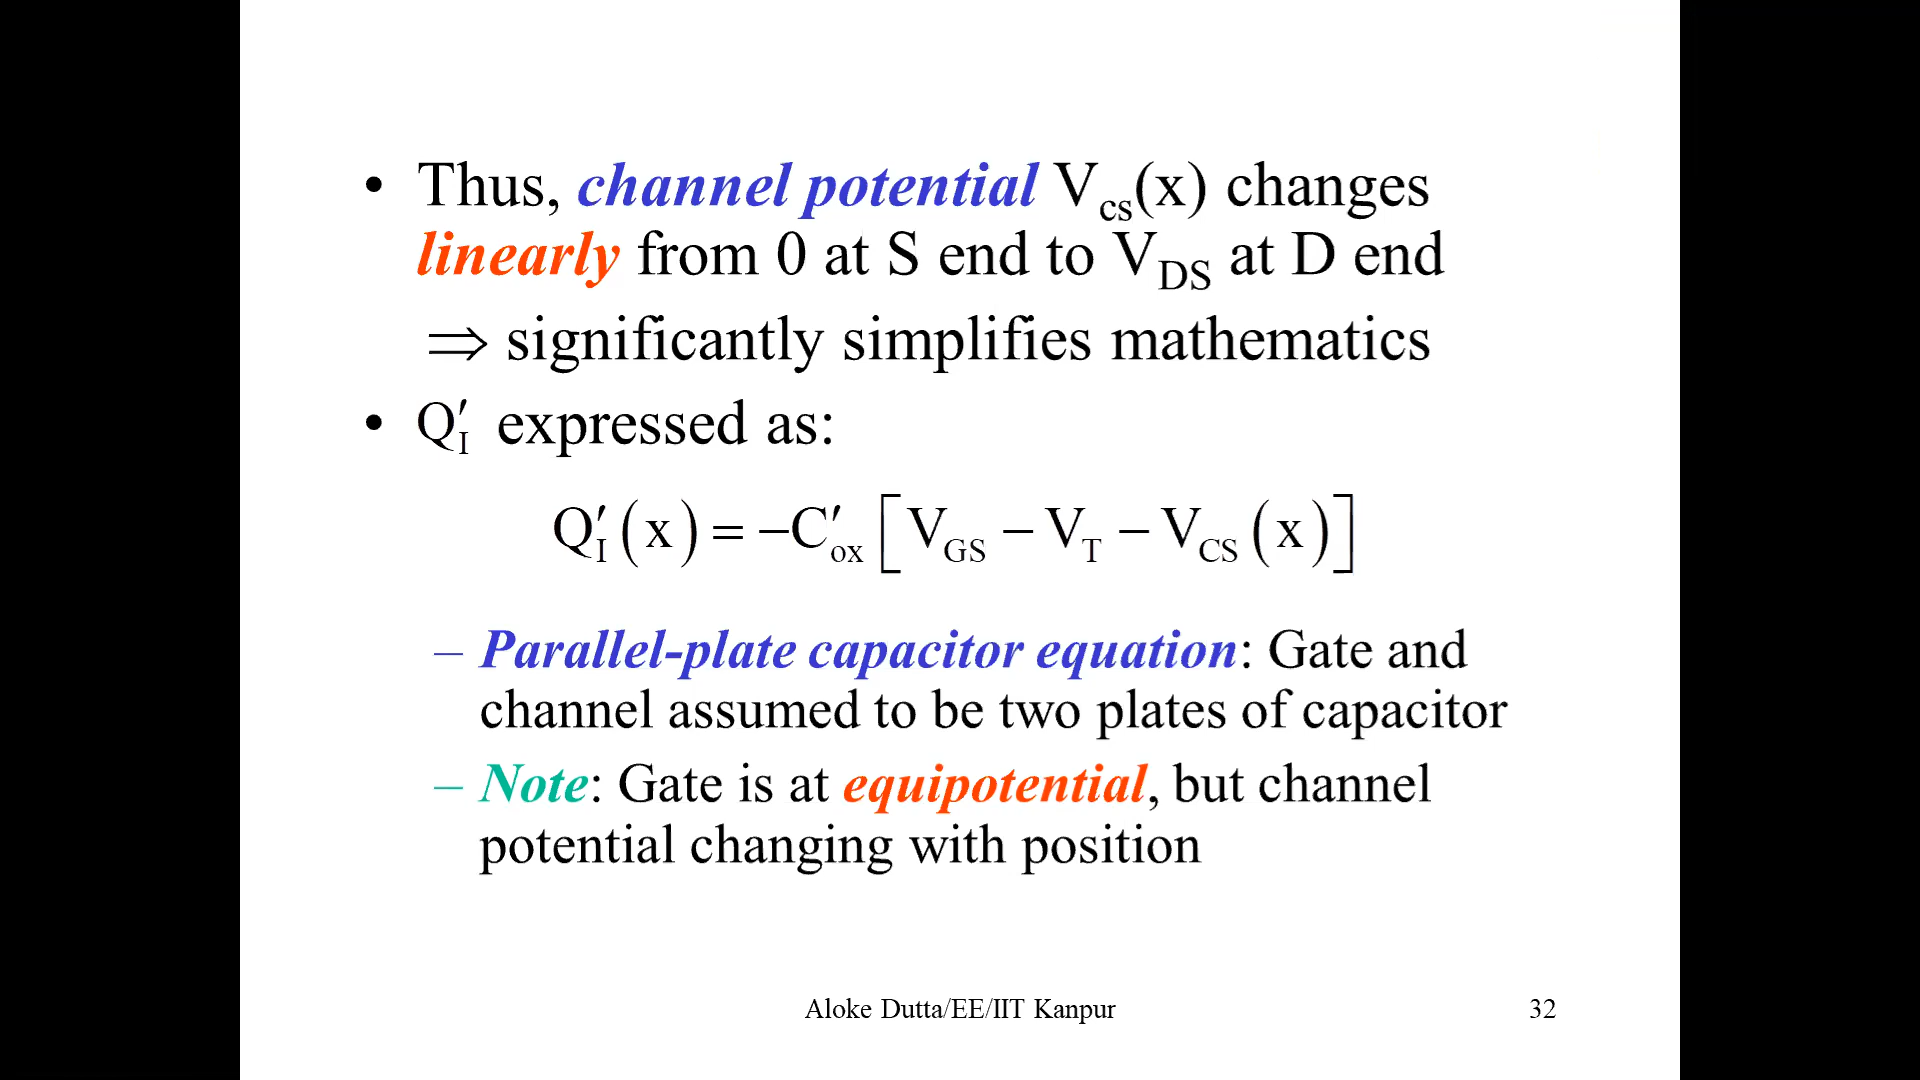 • Thus, channel potential V_cs(x) changes
linearly from 0 at S end to V_DS at D end
⇒ significantly simplifies mathematics
• Q′_I expressed as:
Q′_I(x) = −C′_ox [V_GS − V_T − V_CS(x)]
– Parallel-plate capacitor equation: Gate and
channel assumed to be two plates of capacitor
– Note: Gate is at equipotential, but channel
potential changing with position
Aloke Dutta/EE/IIT Kanpur 32